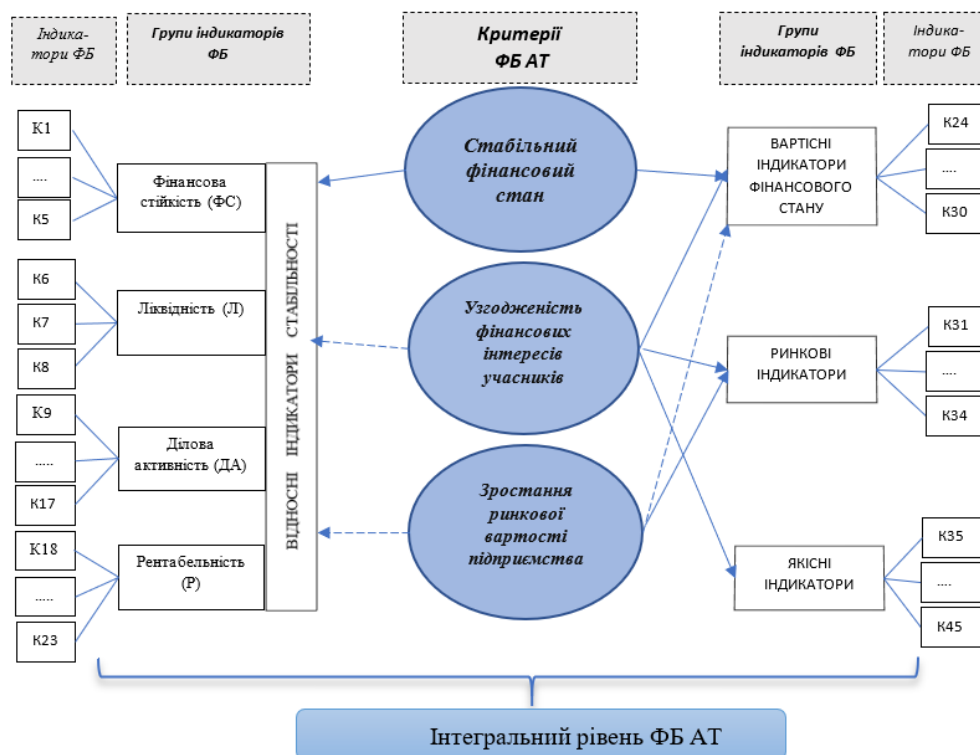 Індика-
тори ФБ
Групи індикаторів
ФБ
Критерії
ФБ АТ
Групи
індикаторів ФБ
Індика-
тори ФБ
К1
....
К5
К6
К7
К8
К9
.....
К17
К18
.....
К23
Фінансова
стійкість (ФС)
Ліквідність (Л)
Ділова
активність (ДА)
Рентабельність
(Р)
ВІДНОСНІ ІНДИКАТОРИ СТАБІЛЬНОСТІ
Стабільний
фінансовий
стан
Узгодженість
фінансових
інтересів
учасників
Зростання
ринкової
вартості
підприємства
ВАРТІСНІ
ІНДИКАТОРИ
ФІНАНСОВОГО
СТАНУ
РИНКОВІ
ІНДИКАТОРИ
ЯКІСНІ
ІНДИКАТОРИ
К24
....
К30
К31
....
К34
К35
....
К45
Інтегральний рівень ФБ АТ